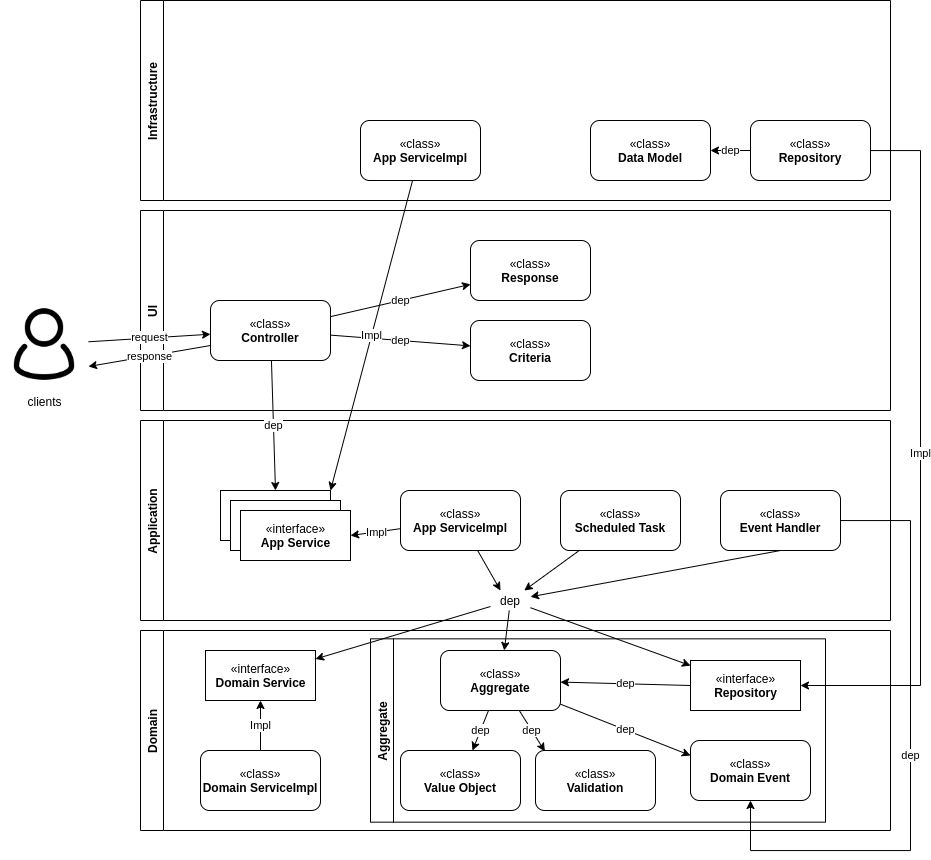 Infrastructure
«class»
App ServiceImpl
«class»
Data Model
dep
«class»
Repository
UI
«class»
Response
dep
«class»
Controller
request
response
Impl
dep
«class»
Criteria
clients
dep
Impl
Application
«interface»
App Service
Impl
«class»
App ServiceImpl
«class»
Scheduled Task
«class»
Event Handler
dep
Domain
«interface»
Domain Service
Impl
«class»
Domain ServiceImpl
Aggregate
«class»
Aggregate
dep
«interface»
Repository
dep
dep
dep
«class»
Value Object
«class»
Validation
«class»
Domain Event
dep